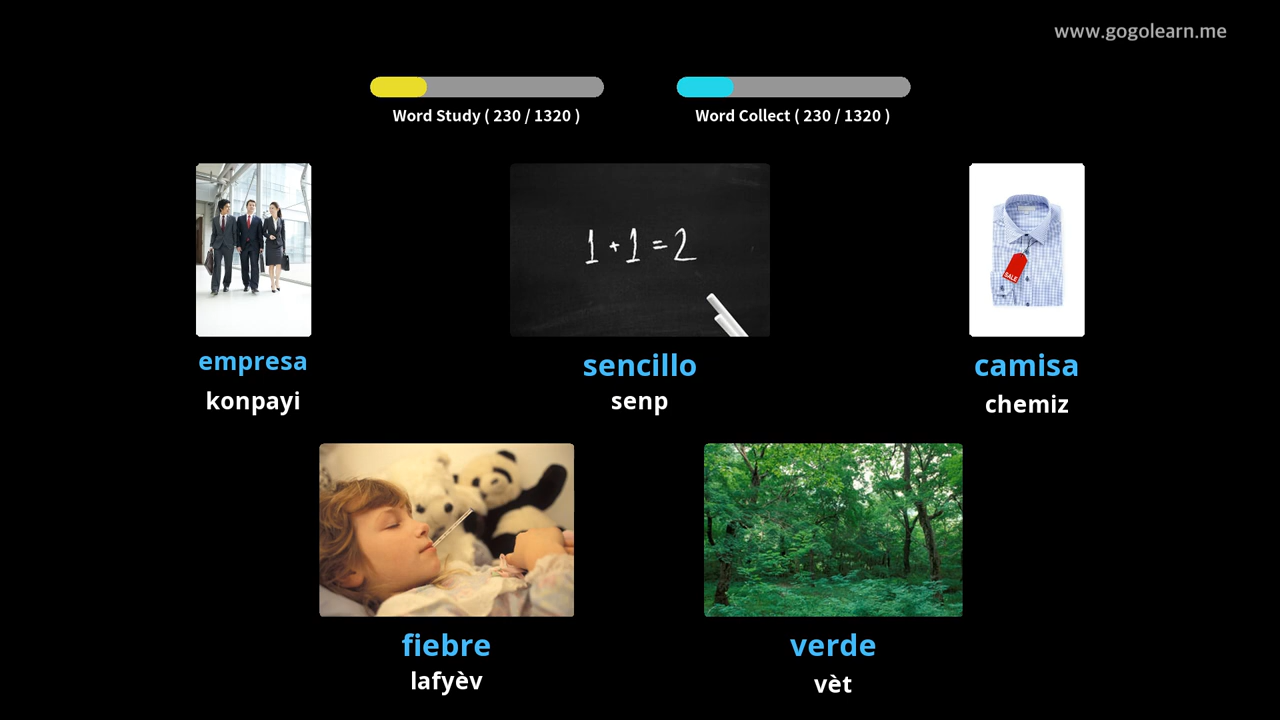 www.gogolearn.me
Word Study ( 230 / 1320 )
Word Collect ( 230 / 1320 )
1 + 1 = 2
SALE
empresa
konpayi
sencillo
senp
camisa
chemiz
fiebre
lafyèv
verde
vèt